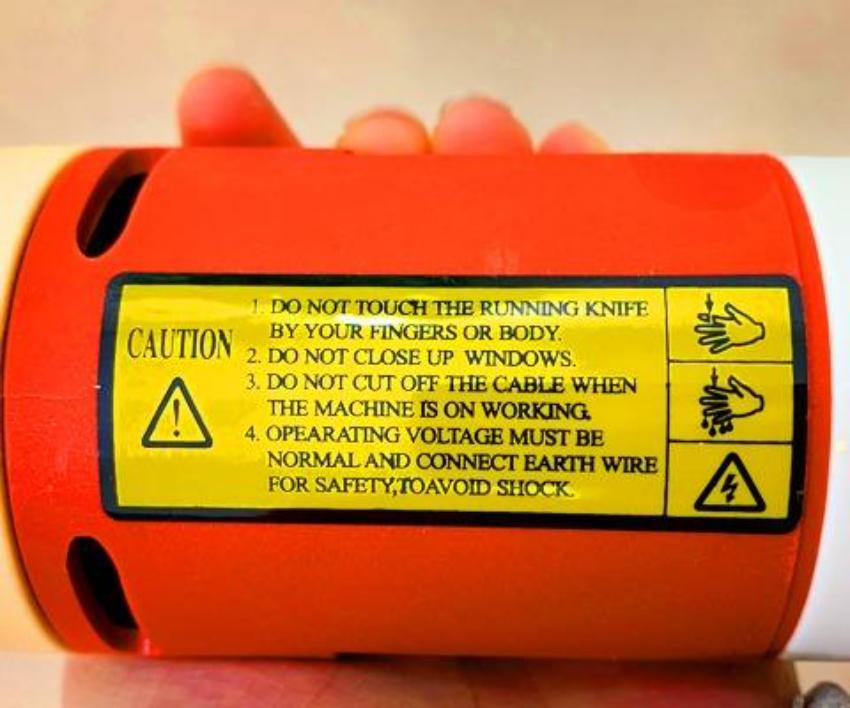 CAUTION
1. DO NOT TOUCH THE RUNNING KNIFE
BY YOUR FINGERS OR BODY.
2. DO NOT CLOSE UP WINDOWS.
3. DO NOT CUT OFF THE CABLE WHEN
THE MACHINE IS ON WORKING.
4. OPEARATING VOLTAGE MUST BE
NORMAL AND CONNECT EARTH WIRE
FOR SAFETY,TOAVOID SHOCK.